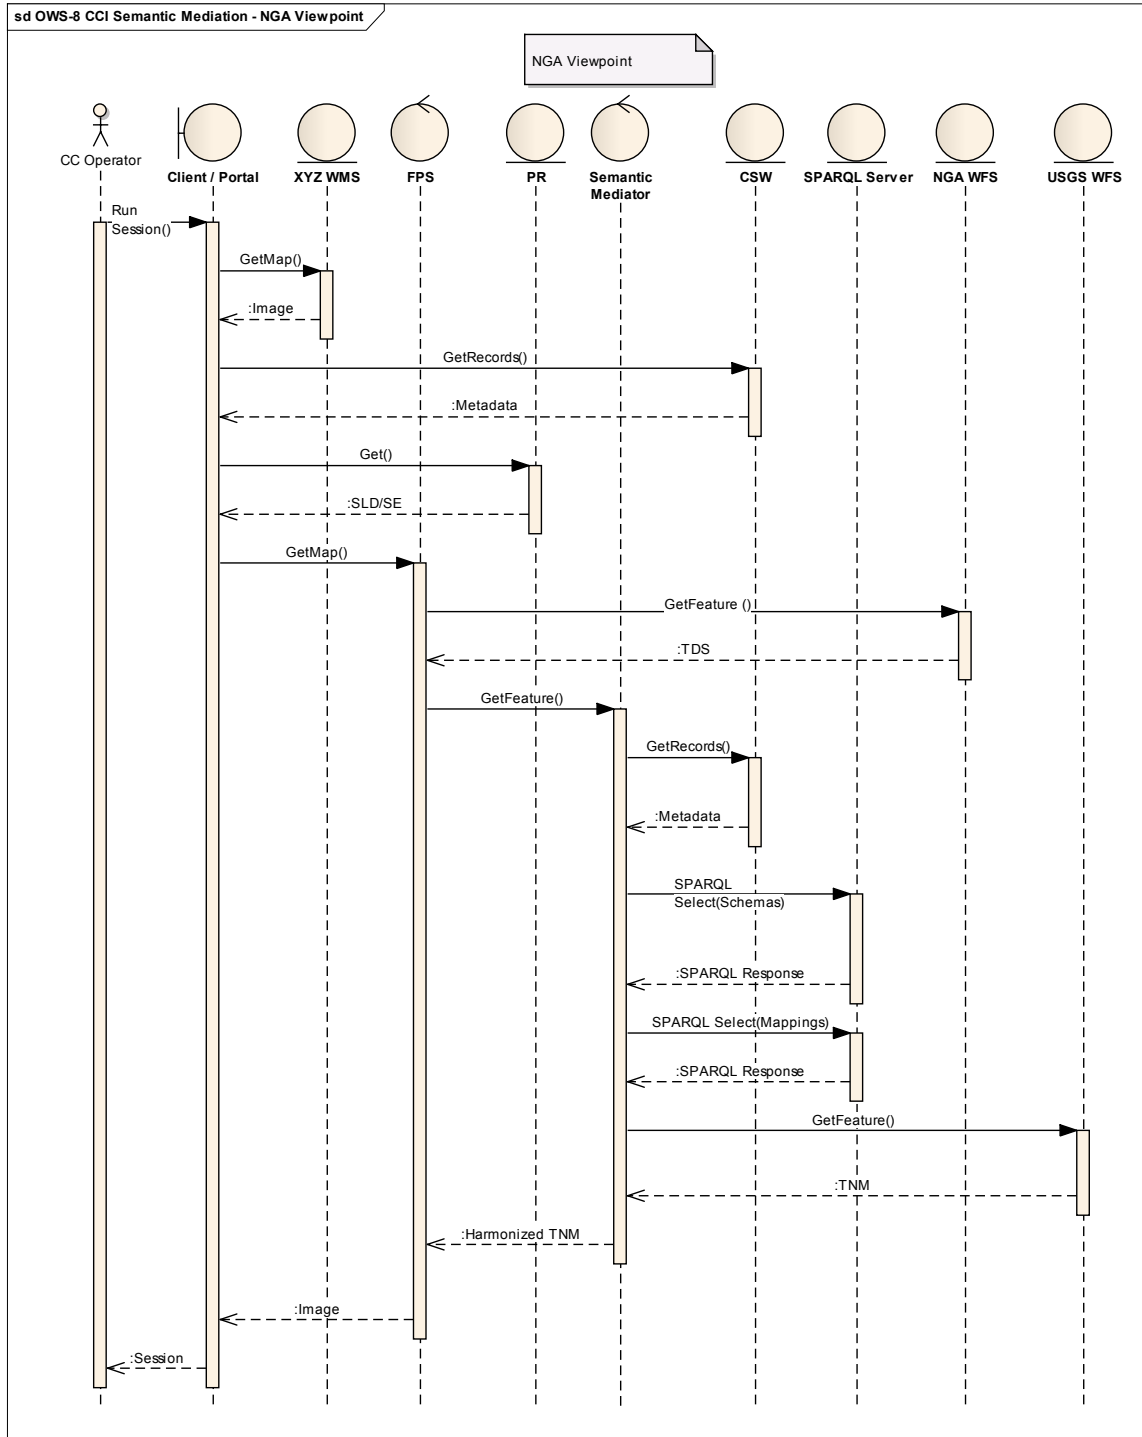 sd OWS-8 CCI Semantic Mediation - NGA Viewpoint
NGA Viewpoint
CC Operator
Client / Portal
XYZ WMS
FPS
PR
Semantic
Mediator
CSW
SPARQL Server
NGA WFS
USGS WFS
Run
Session()
GetMap()
:Image
GetRecords()
:Metadata
Get()
:SLD/SE
GetMap()
GetFeature ()
:TDS
GetFeature()
GetRecords()
:Metadata
SPARQL
Select(Schemas)
:SPARQL Response
SPARQL Select(Mappings)
:SPARQL Response
GetFeature()
:TNM
:Harmonized TNM
:Image
:Session